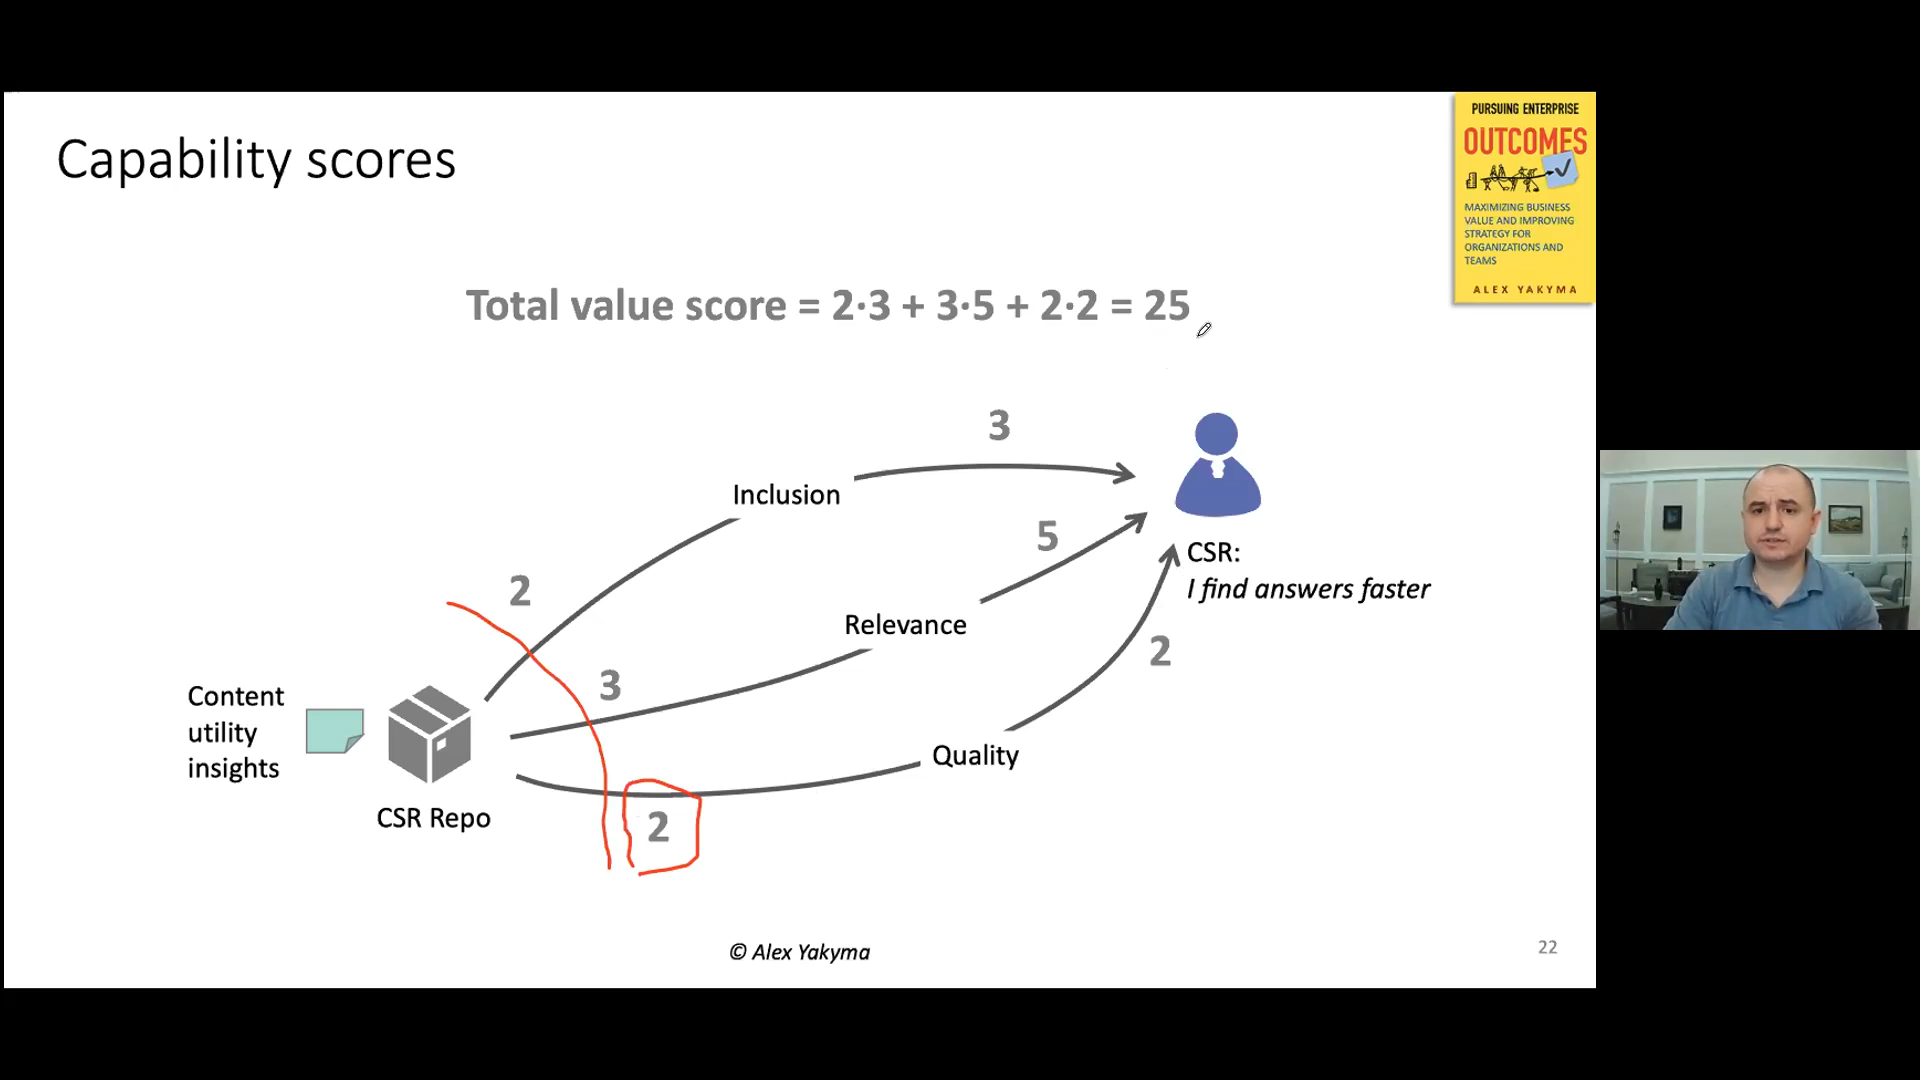 Capability scores
PURSUING ENTERPRISE
OUTCOMES
MAXIMIZING BUSINESS
VALUE AND IMPROVING
STRATEGY FOR
ORGANIZATIONS AND
TEAMS
ALEX YAKYMA
Total value score = 2·3 + 3·5 + 2·2 = 25
3
Inclusion
5
CSR:
I find answers faster
2
Relevance
2
3
Content
utility
insights
Quality
CSR Repo
2
© Alex Yakyma
22